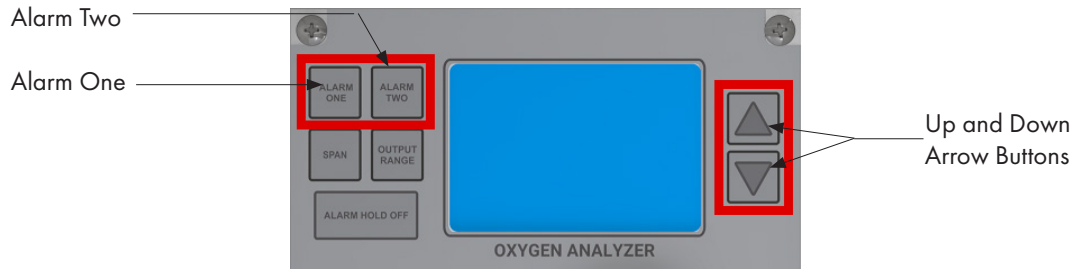 Alarm Two
Alarm One
ALARM
ONE
ALARM
TWO
SPAN
OUTPUT
RANGE
ALARM HOLD OFF
OXYGEN ANALYZER
Up and Down
Arrow Buttons